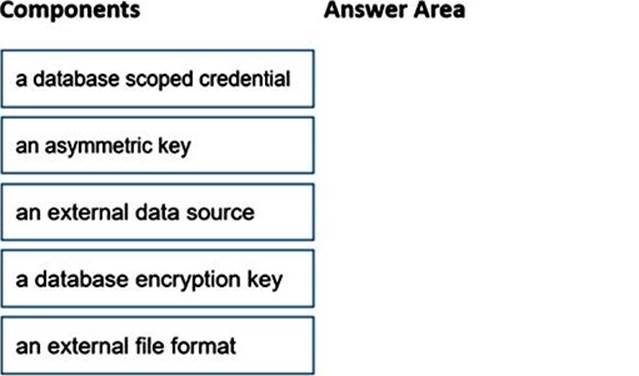 Components
Answer Area
a database scoped credential
an asymmetric key
an external data source
a database encryption key
an external file format